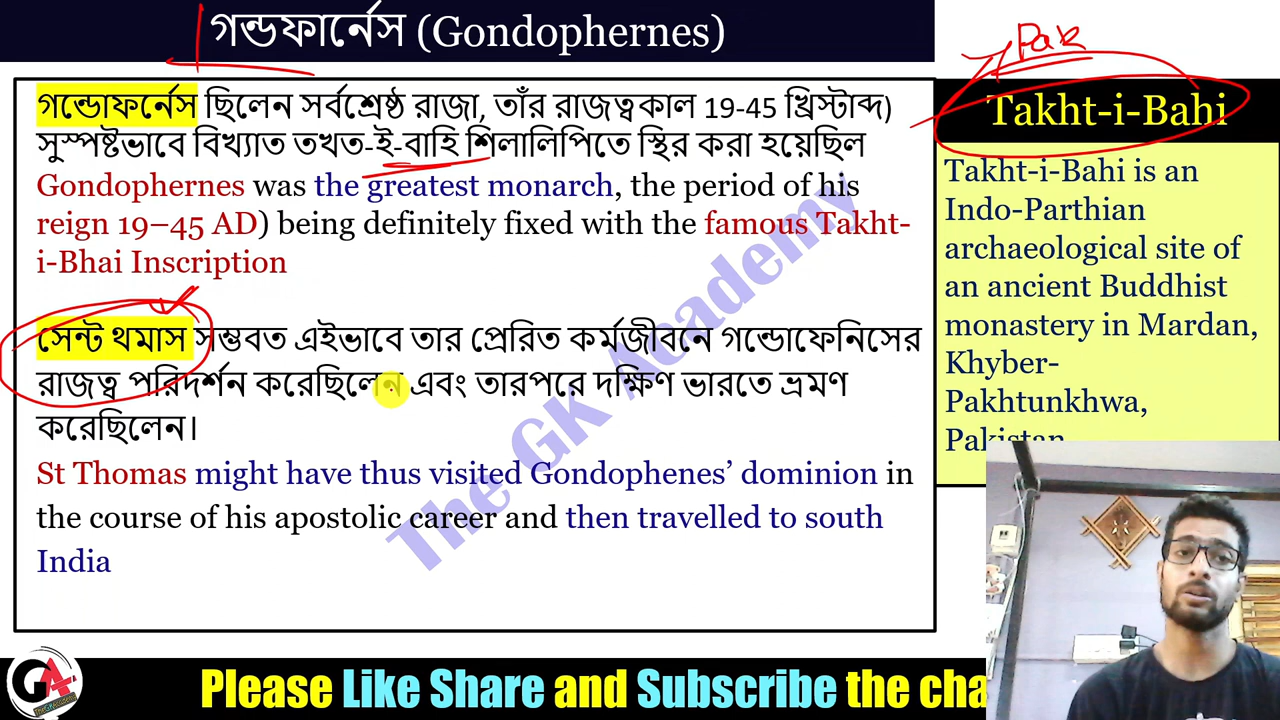 গন্ডফার্নেস (Gondophernes)
গন্ডোফর্নেস ছিলেন সর্বশ্রেষ্ঠ রাজা, তাঁর রাজত্বকাল 19-45 খ্রিস্টাব্দ)
সুস্পষ্টভাবে বিখ্যাত তখত-ই-বাহি শিলালিপিতে স্থির করা হয়েছিল
Gondophernes was the greatest monarch, the period of his
reign 19–45 AD) being definitely fixed with the famous Takht-
i-Bhai Inscription
সেন্ট থমাস সম্ভবত এইভাবে তার প্রেরিত কর্মজীবনে গন্ডোফেনিসের
রাজত্ব পরিদর্শন করেছিলেন এবং তারপরে দক্ষিণ ভারতে ভ্রমণ
করেছিলেন।
St Thomas might have thus visited Gondophenes’ dominion in
the course of his apostolic career and then travelled to south
India
The GK Academy
Pak
Takht-i-Bahi
Takht-i-Bahi is an
Indo-Parthian
archaeological site of
an ancient Buddhist
monastery in Mardan,
Khyber-
Pakhtunkhwa,
Pakistan
GA
Please Like Share and Subscribe the cha